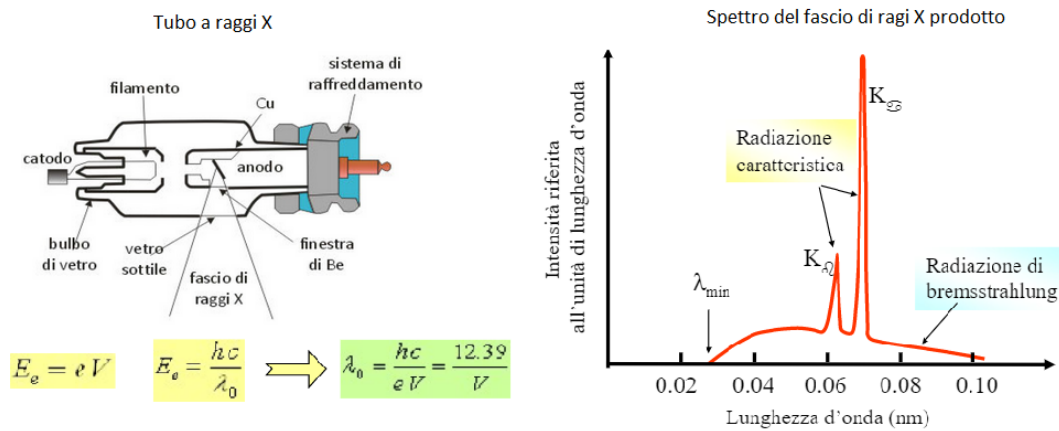 Tubo a raggi X
sistema di
raffreddamento
filamento
Cu
catodo
anodo
bulbo
di vetro
vetro
sottile
finestra
di Be
fascio di
raggi X
E_e = e V
E_e = hc / λ_0
λ_0 = hc / e V = 12.39 / V
Spettro del fascio di ragi X prodotto
Intensità riferita
all'unità di lunghezza d'onda
K♋
Radiazione
caratteristica
K♌
λmin
Radiazione di
bremsstrahlung
0.02 0.04 0.06 0.08 0.10
Lunghezza d'onda (nm)